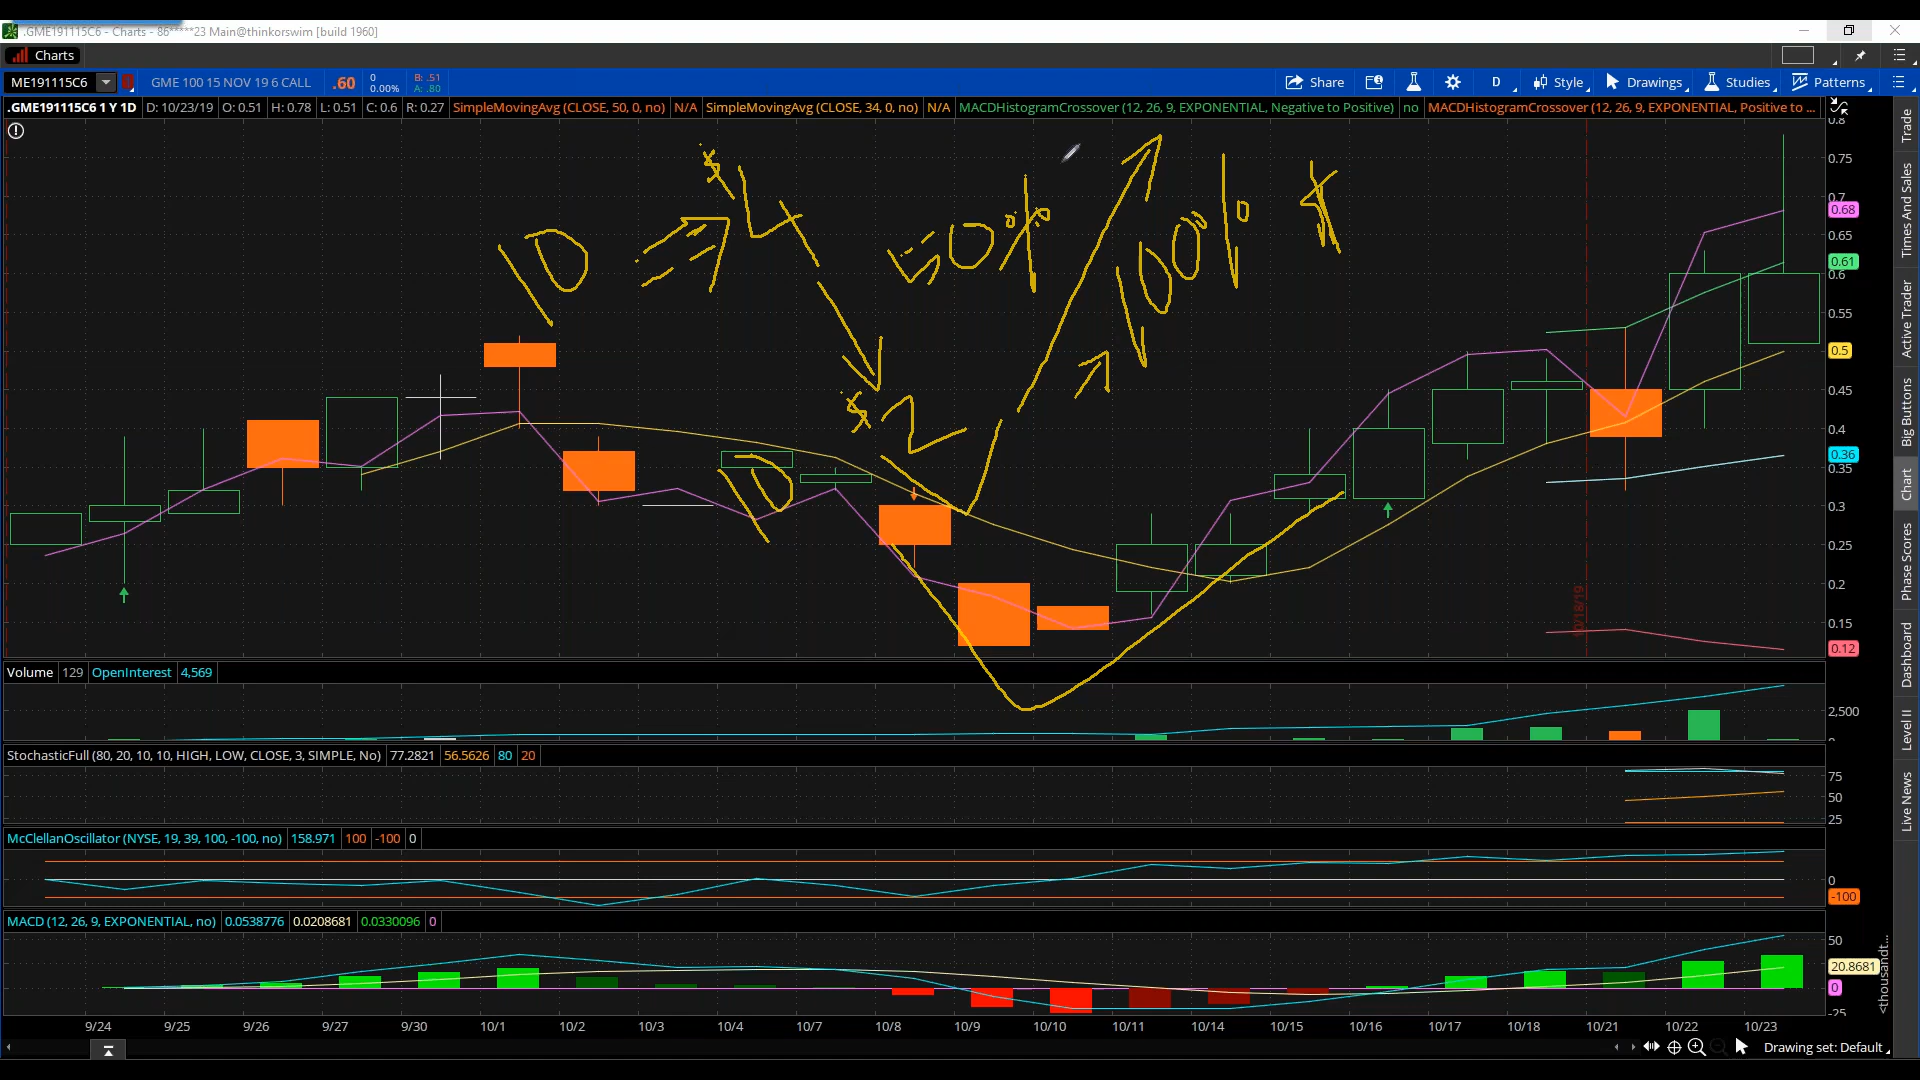 .GME191115C6 - Charts - 86*****23 Main@thinkorswim [build 1960]
Charts
ME191115C6 GME 100 15 NOV 19 6 CALL .60 0 0.00% B: .51 A: .80 Share D Style Drawings Studies Patterns
.GME191115C6 1 Y 1D D: 10/23/19 O: 0.51 H: 0.78 L: 0.51 C: 0.6 R: 0.27 SimpleMovingAvg (CLOSE, 50, 0, no) N/A SimpleMovingAvg (CLOSE, 34, 0, no) N/A MACDHistogramCrossover (12, 26, 9, EXPONENTIAL, Negative to Positive) no MACDHistogramCrossover (12, 26, 9, EXPONENTIAL, Positive to ...
0.8
0.75
0.7
0.68
0.65
0.61
0.6
0.55
0.5
0.45
0.4
0.36
0.35
0.3
0.25
0.2
0.15
0.12
10 $4 50% 100%
$2
10
10/18/19
Volume 129 OpenInterest 4,569
2,500
0
StochasticFull (80, 20, 10, 10, HIGH, LOW, CLOSE, 3, SIMPLE, No) 77.2821 56.5626 80 20
75
50
25
McClellanOscillator (NYSE, 19, 39, 100, -100, no) 158.971 100 -100 0
0
-100
MACD (12, 26, 9, EXPONENTIAL, no) 0.0538776 0.0208681 0.0330096 0
50
20.8681
0
-25
<thousandt...
9/24 9/25 9/26 9/27 9/30 10/1 10/2 10/3 10/4 10/7 10/8 10/9 10/10 10/11 10/14 10/15 10/16 10/17 10/18 10/21 10/22 10/23
Drawing set: Default
Trade
Times And Sales
Active Trader
Big Buttons
Chart
Phase Scores
Dashboard
Level II
Live News